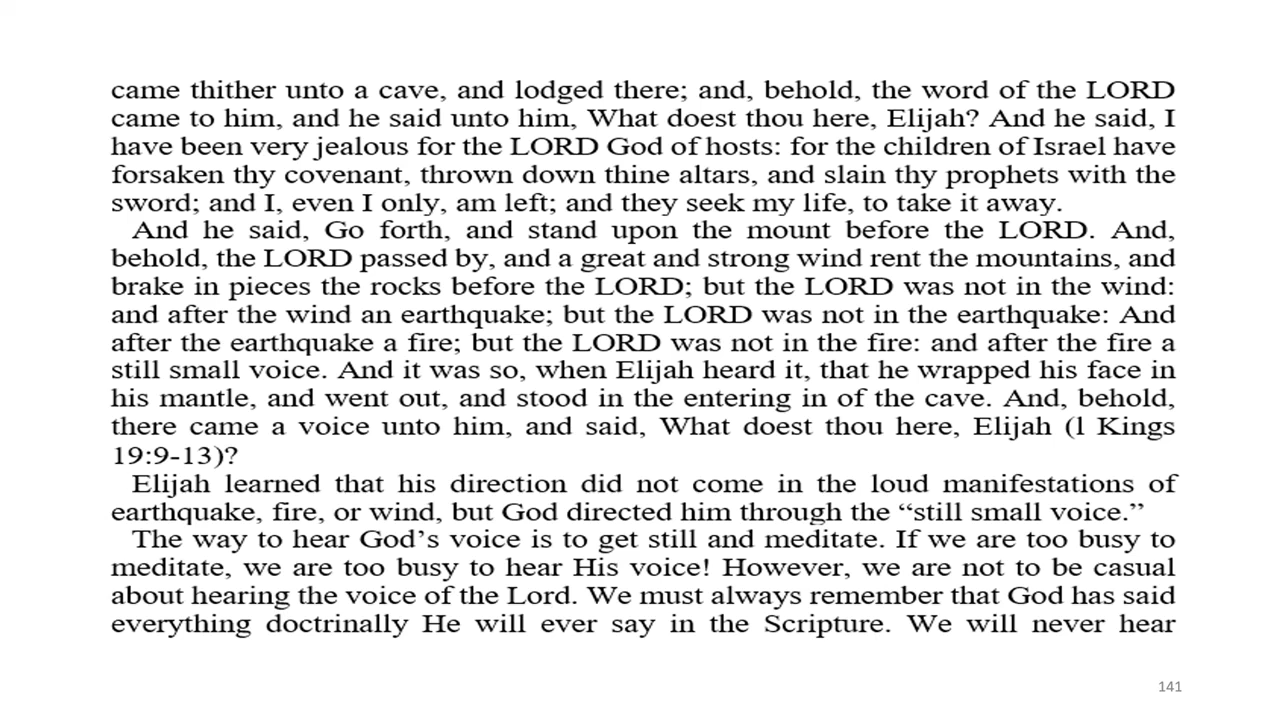 came thither unto a cave, and lodged there; and, behold, the word of the LORD
came to him, and he said unto him, What doest thou here, Elijah? And he said, I
have been very jealous for the LORD God of hosts: for the children of Israel have
forsaken thy covenant, thrown down thine altars, and slain thy prophets with the
sword; and I, even I only, am left; and they seek my life, to take it away.
And he said, Go forth, and stand upon the mount before the LORD. And,
behold, the LORD passed by, and a great and strong wind rent the mountains, and
brake in pieces the rocks before the LORD; but the LORD was not in the wind:
and after the wind an earthquake; but the LORD was not in the earthquake: And
after the earthquake a fire; but the LORD was not in the fire: and after the fire a
still small voice. And it was so, when Elijah heard it, that he wrapped his face in
his mantle, and went out, and stood in the entering in of the cave. And, behold,
there came a voice unto him, and said, What doest thou here, Elijah (l Kings
19:9-13)?
Elijah learned that his direction did not come in the loud manifestations of
earthquake, fire, or wind, but God directed him through the “still small voice.”
The way to hear God’s voice is to get still and meditate. If we are too busy to
meditate, we are too busy to hear His voice! However, we are not to be casual
about hearing the voice of the Lord. We must always remember that God has said
everything doctrinally He will ever say in the Scripture. We will never hear
141